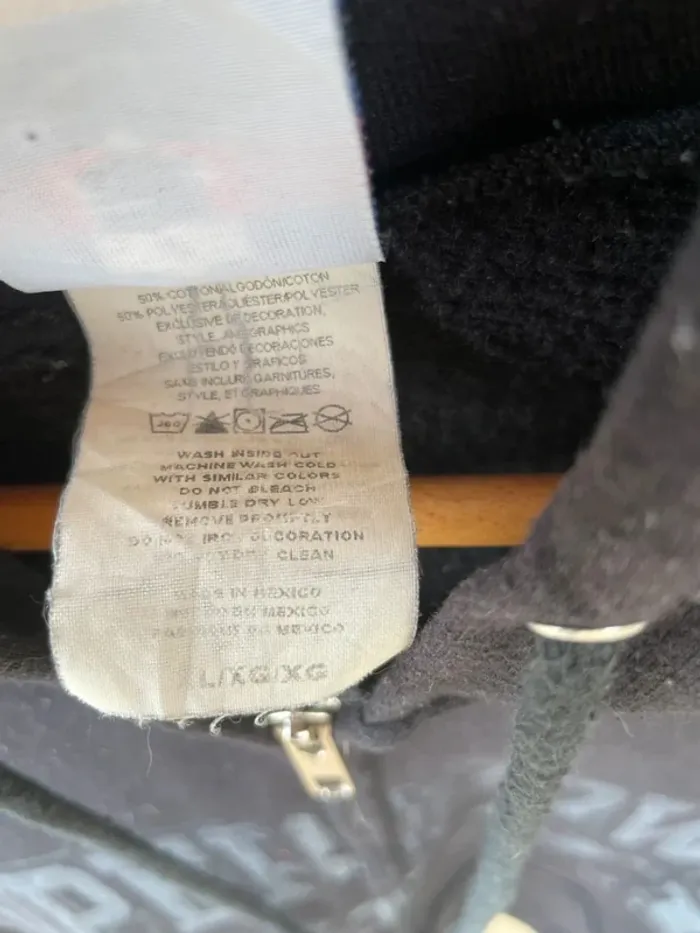 50% COTTON/ALGODÓN/COTON
50% POLYESTER/POLIÉSTER/POLYESTER
EXCLUSIVE OF DECORATION,
STYLE, AND GRAPHICS
EXCLUYENDO DECORACIONES
ESTILO Y GRAFICOS
SANS INCLURE GARNITURES,
STYLE, ET GRAPHIQUES
WASH INSIDE OUT
MACHINE WASH COLD
WITH SIMILAR COLORS
DO NOT BLEACH
TUMBLE DRY LOW
REMOVE PROMPTLY
DO NOT IRON DECORATION
DO NOT DRY CLEAN
MADE IN MEXICO
HECHO EN MEXICO
FABRIQUE AU MEXICO
L/XG/XG